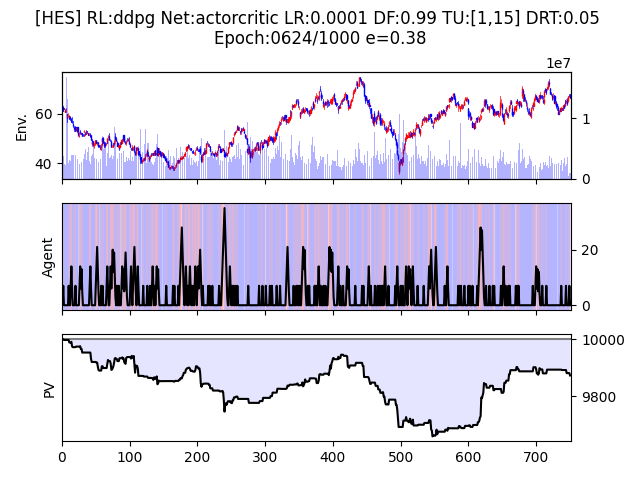 [HES] RL:ddpg Net:actorcritic LR:0.0001 DF:0.99 TU:[1,15] DRT:0.05
Epoch:0624/1000 e=0.38
1e7
Env.
60
40
1
0
Agent
20
0
PV
10000
9800
0 100 200 300 400 500 600 700